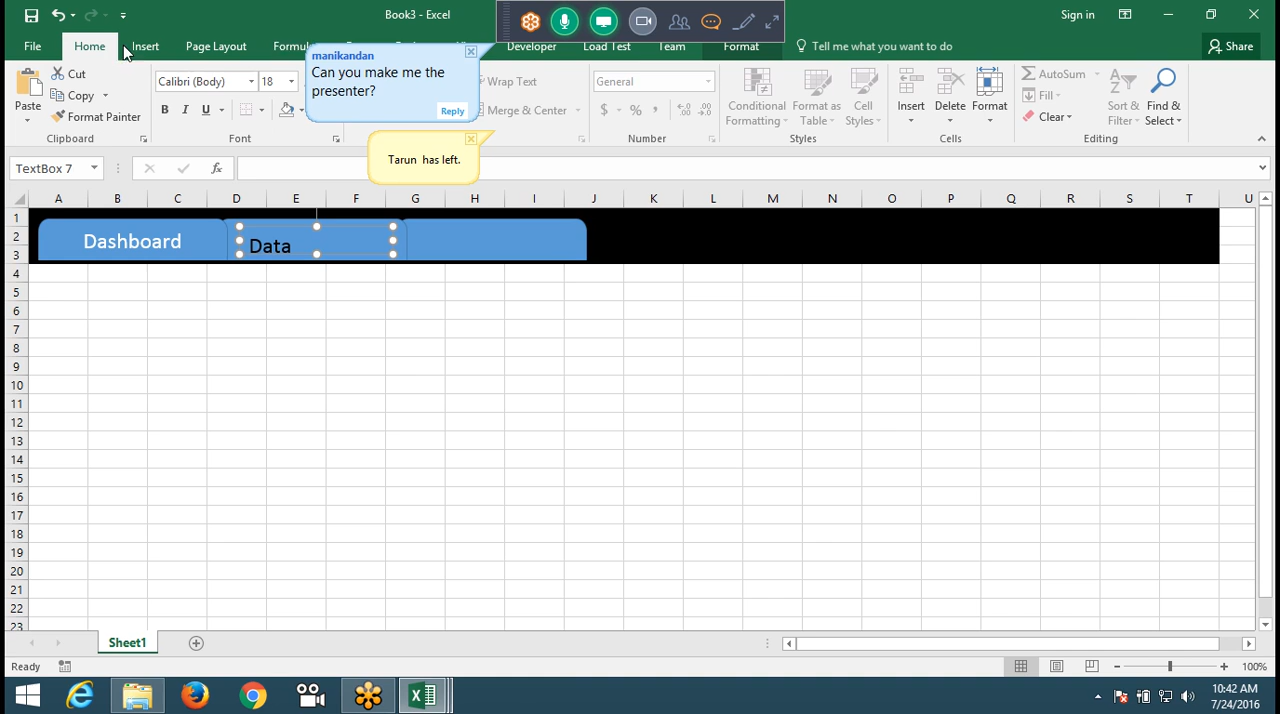 Book3 - Excel
Sign in
File
Home
Insert
Page Layout
Formu
Developer
Load Test
Team
Format
Tell me what you want to do
Share
manikandan
Can you make me the
presenter?
Reply
Tarun has left.
Paste
Cut
Copy
Format Painter
Clipboard
Calibri (Body)
18
B I U
Font
Wrap Text
Merge & Center
General
$ % ,
Number
Conditional
Formatting
Format as
Table
Cell
Styles
Styles
Insert
Delete
Format
Cells
AutoSum
Fill
Clear
Sort &
Filter
Find &
Select
Editing
TextBox 7
fx
A B C D E F G H I J K L M N O P Q R S T U
1
2
3
4
5
6
7
8
9
10
11
12
13
14
15
16
17
18
19
20
21
22
23
Dashboard
Data
Sheet1
Ready
100%
10:42 AM
7/24/2016